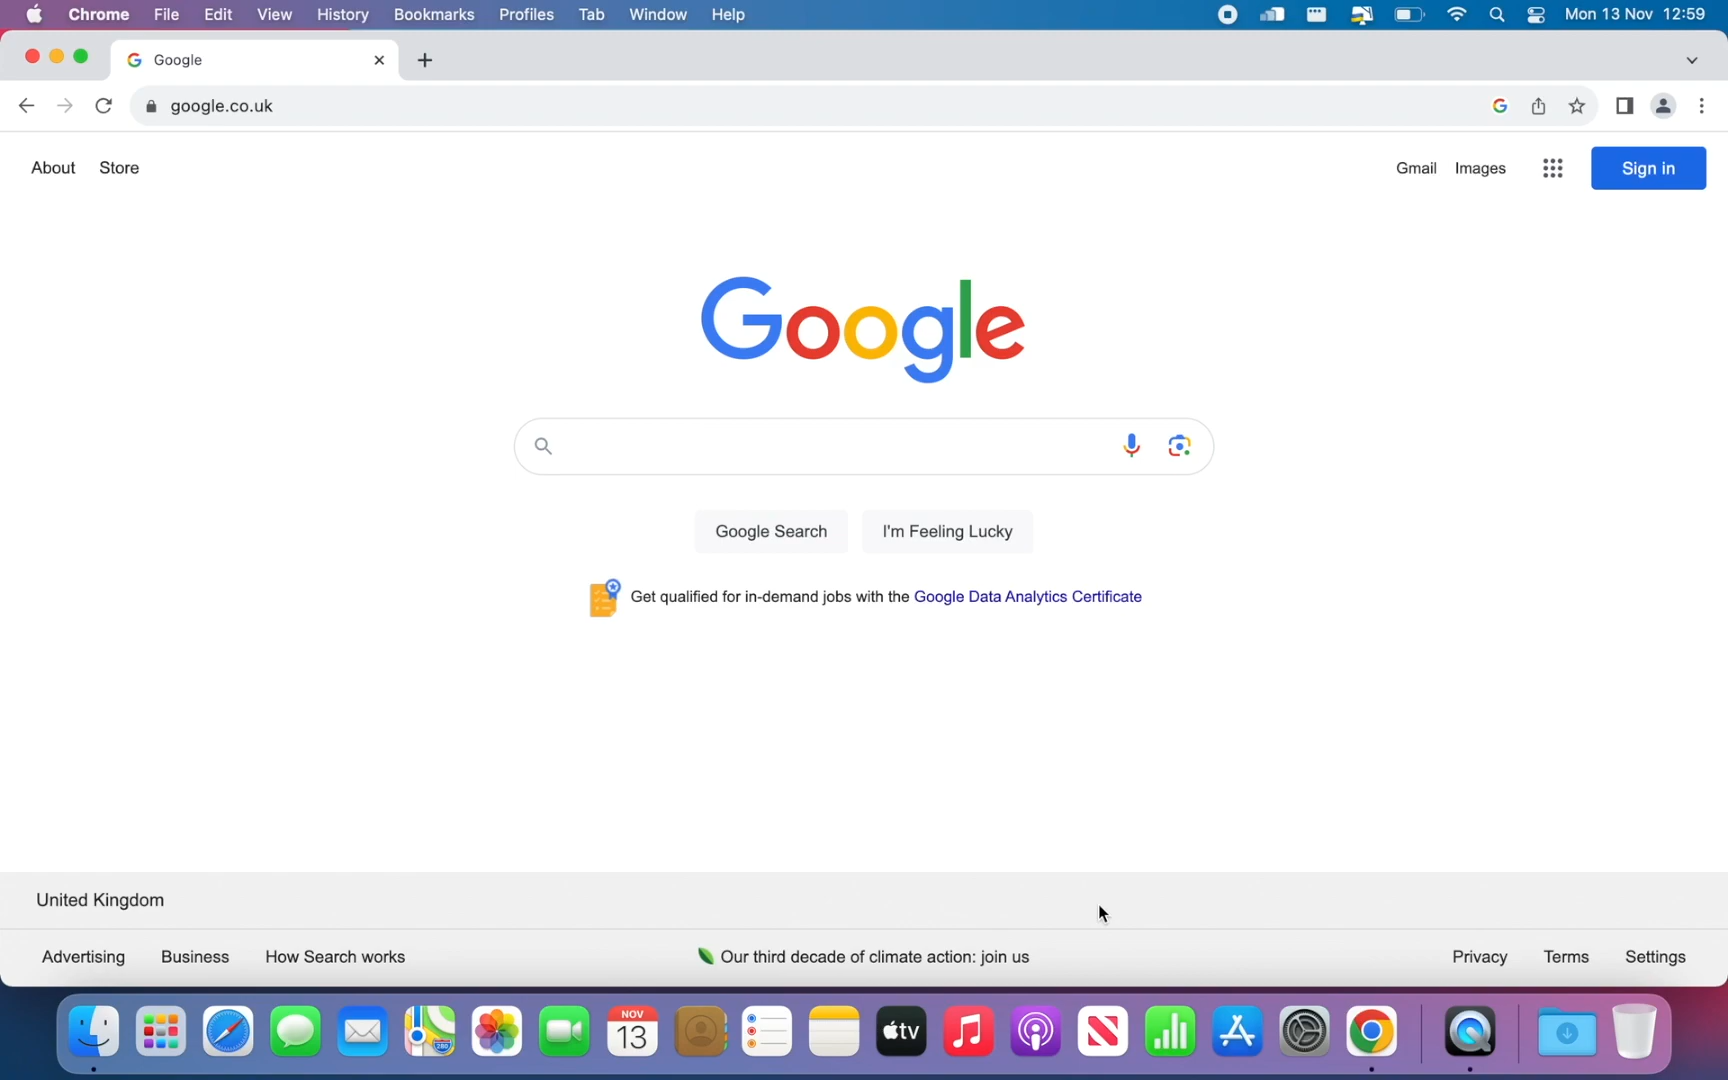 Chrome File Edit View History Bookmarks Profiles Tab Window Help Mon 13 Nov 12:59
Google
google.co.uk
About Store Gmail Images Sign in
Google
Google Search I'm Feeling Lucky
Get qualified for in-demand jobs with the Google Data Analytics Certificate
United Kingdom
Advertising Business How Search works Our third decade of climate action: join us Privacy Terms Settings
NOV
13
tv
280